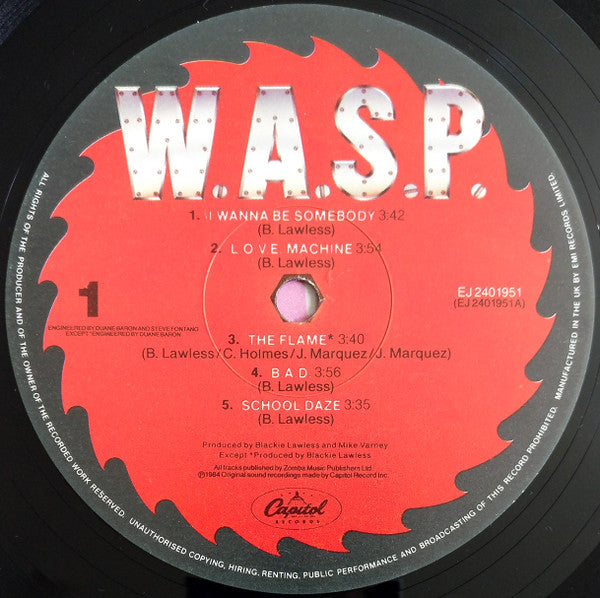 W.A.S.P.
1. I WANNA BE SOMEBODY 3:42
(B. Lawless)
2. LOVE MACHINE 3:54
(B. Lawless)
1
EJ 2401951
(EJ 2401951A)
ENGINEERED BY DUANE BARON AND STEVE FONTANO
EXCEPT *ENGINEERED BY DUANE BARON
3. THE FLAME* 3:40
(B. Lawless/C. Holmes/J. Marquez/J. Marquez)
4. BAD 3:56
(B. Lawless)
5. SCHOOL DAZE 3:35
(B. Lawless)
Produced by Blackie Lawless and Mike Varney
Except *Produced by Blackie Lawless
All tracks published by Zomba Music Publishers Ltd.
℗1984 Original sound recordings made by Capitol Record Inc.
Capitol
RECORDS
ALL RIGHTS OF THE PRODUCER AND OF THE OWNER OF THE RECORDED WORK RESERVED. UNAUTHORISED COPYING, HIRING, RENTING, PUBLIC PERFORMANCE AND BROADCASTING OF THIS RECORD PROHIBITED. MANUFACTURED IN THE UK BY EMI RECORDS LIMITED.